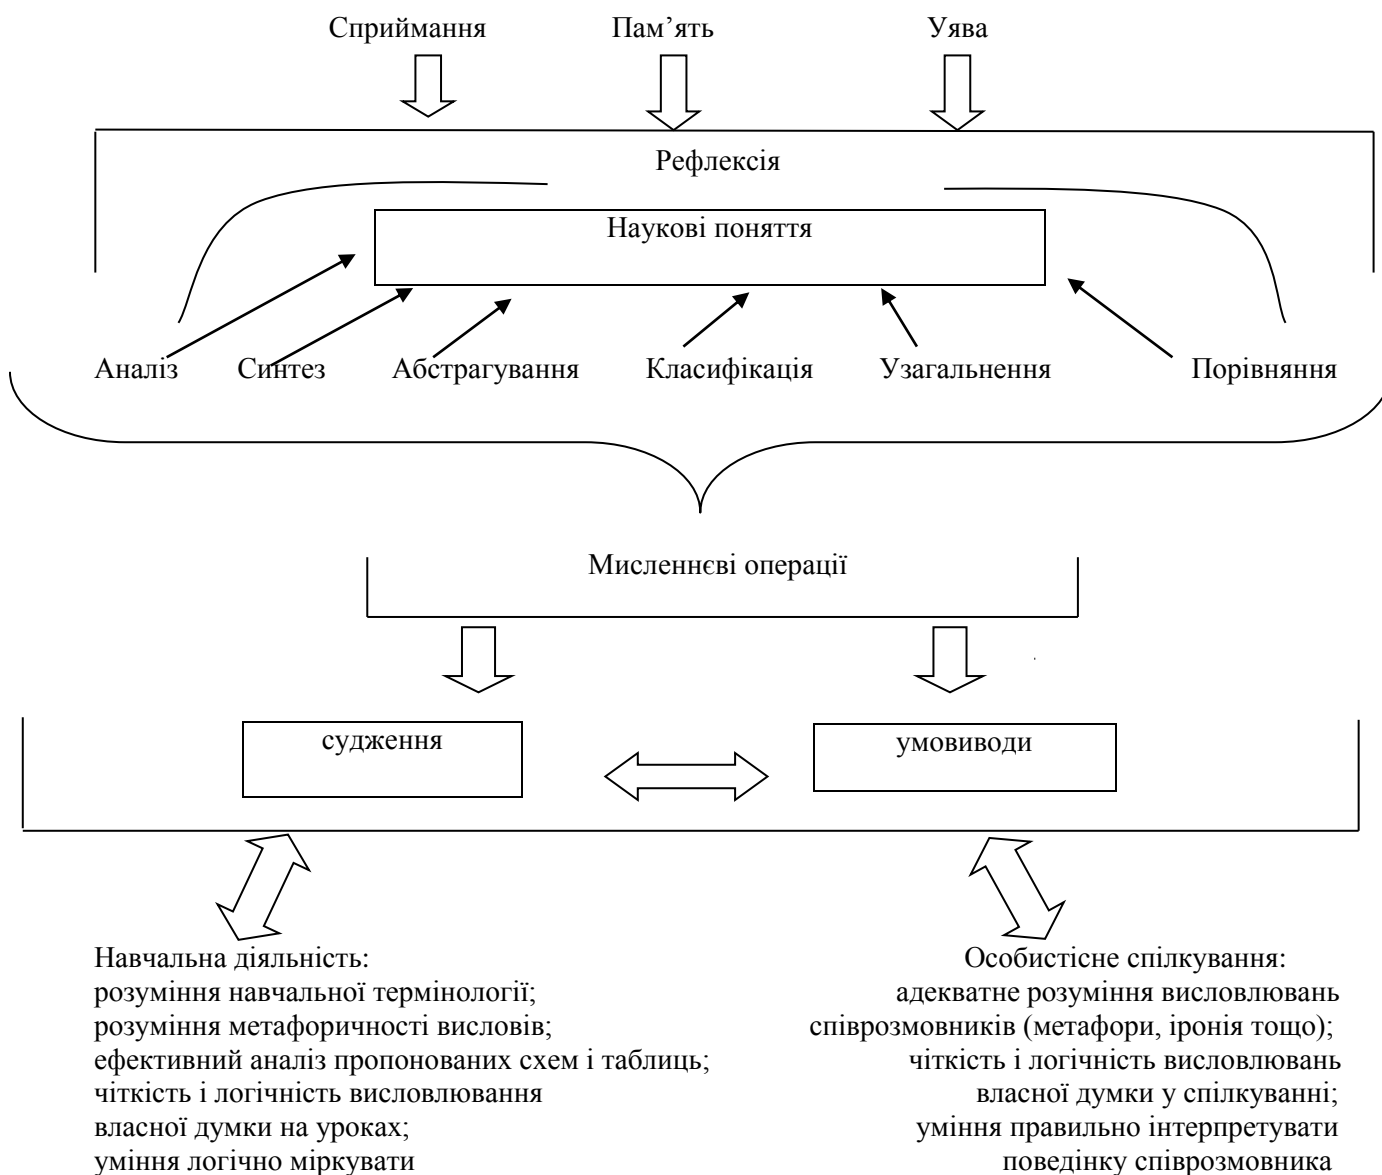 Сприймання Пам’ять Уява
Рефлексія
Наукові поняття
Аналіз Синтез Абстрагування Класифікація Узагальнення Порівняння
Мисленнєві операції
судження умовиводи
Навчальна діяльність:
розуміння навчальної термінології;
розуміння метафоричності висловів;
ефективний аналіз пропонованих схем і таблиць;
чіткість і логічність висловлювання
власної думки на уроках;
уміння логічно міркувати
Особистісне спілкування:
адекватне розуміння висловлювань
співрозмовників (метафори, іронія тощо);
чіткість і логічність висловлювань
власної думки у спілкуванні;
уміння правильно інтерпретувати
поведінку співрозмовника